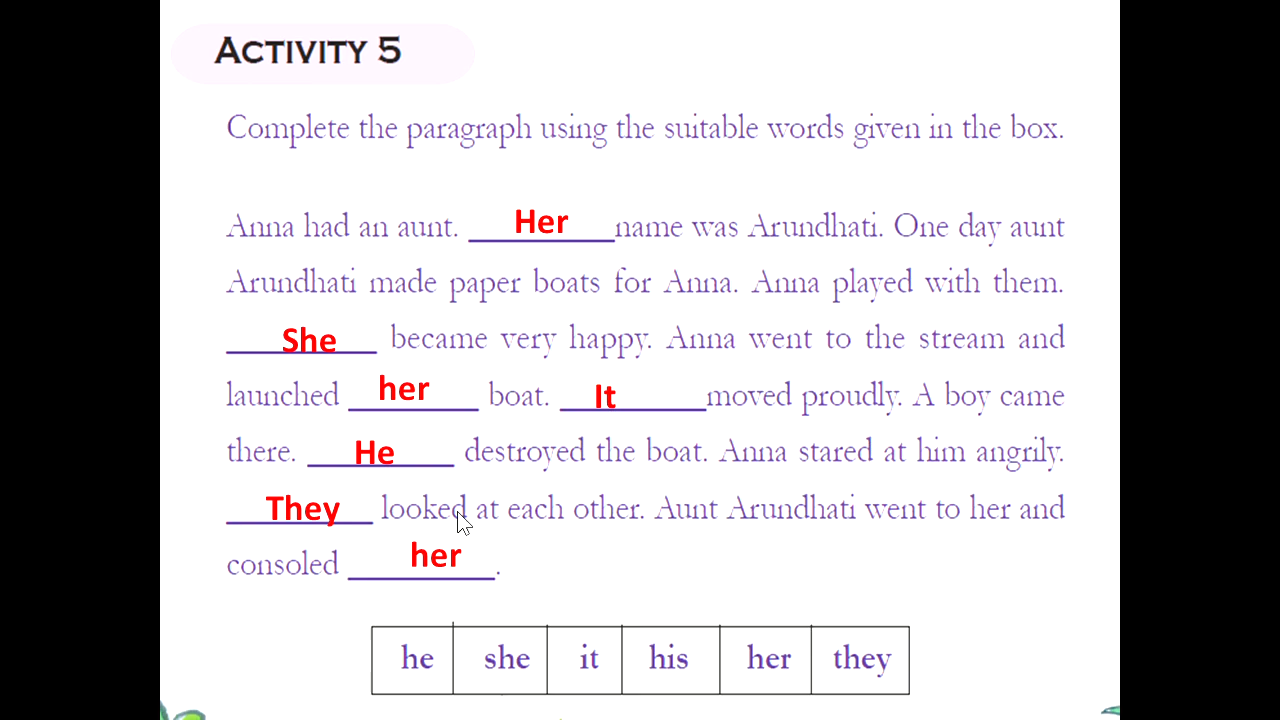 ACTIVITY 5
Complete the paragraph using the suitable words given in the box.
Anna had an aunt. Her name was Arundhati. One day aunt
Arundhati made paper boats for Anna. Anna played with them.
She became very happy. Anna went to the stream and
launched her boat. It moved proudly. A boy came
there. He destroyed the boat. Anna stared at him angrily.
They looked at each other. Aunt Arundhati went to her and
consoled her.
he she it his her they